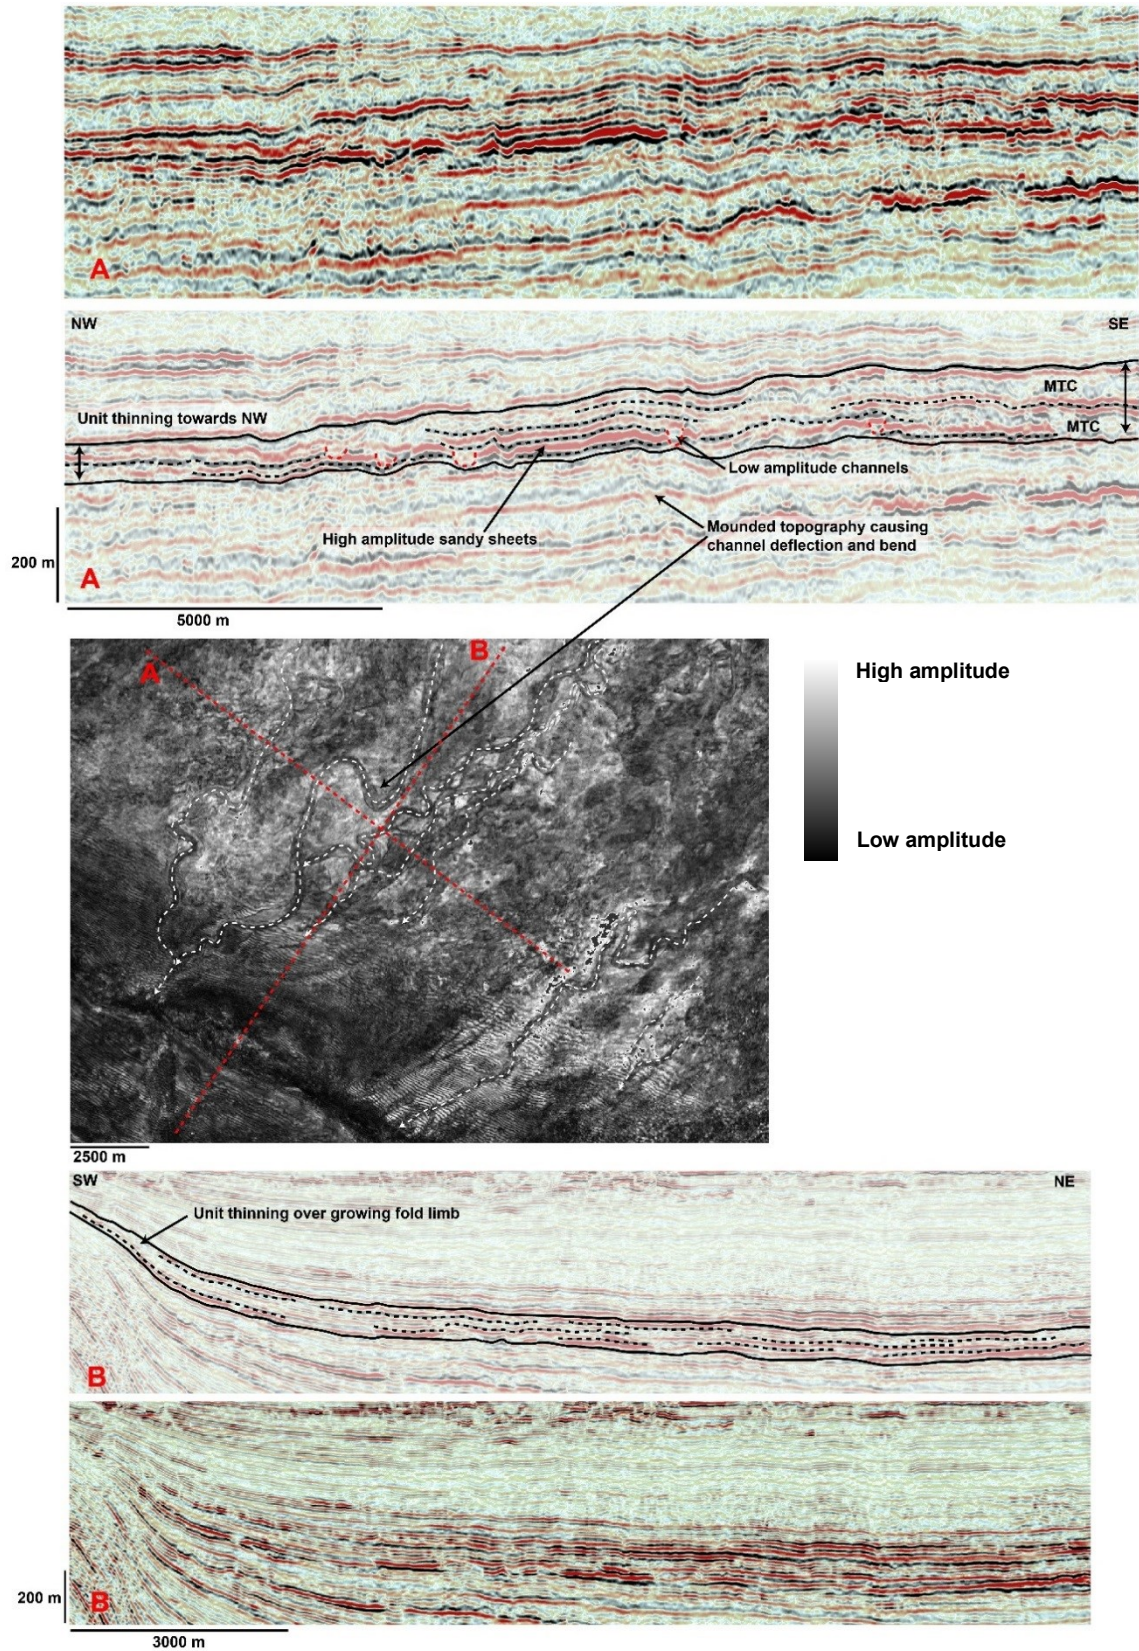 A
NW
SE
MTC
Unit thinning towards NW
MTC
Low amplitude channels
High amplitude sandy sheets
Mounded topography causing
channel deflection and bend
200 m
A
5000 m
A
B
High amplitude
Low amplitude
2500 m
SW
NE
Unit thinning over growing fold limb
B
200 m
B
3000 m